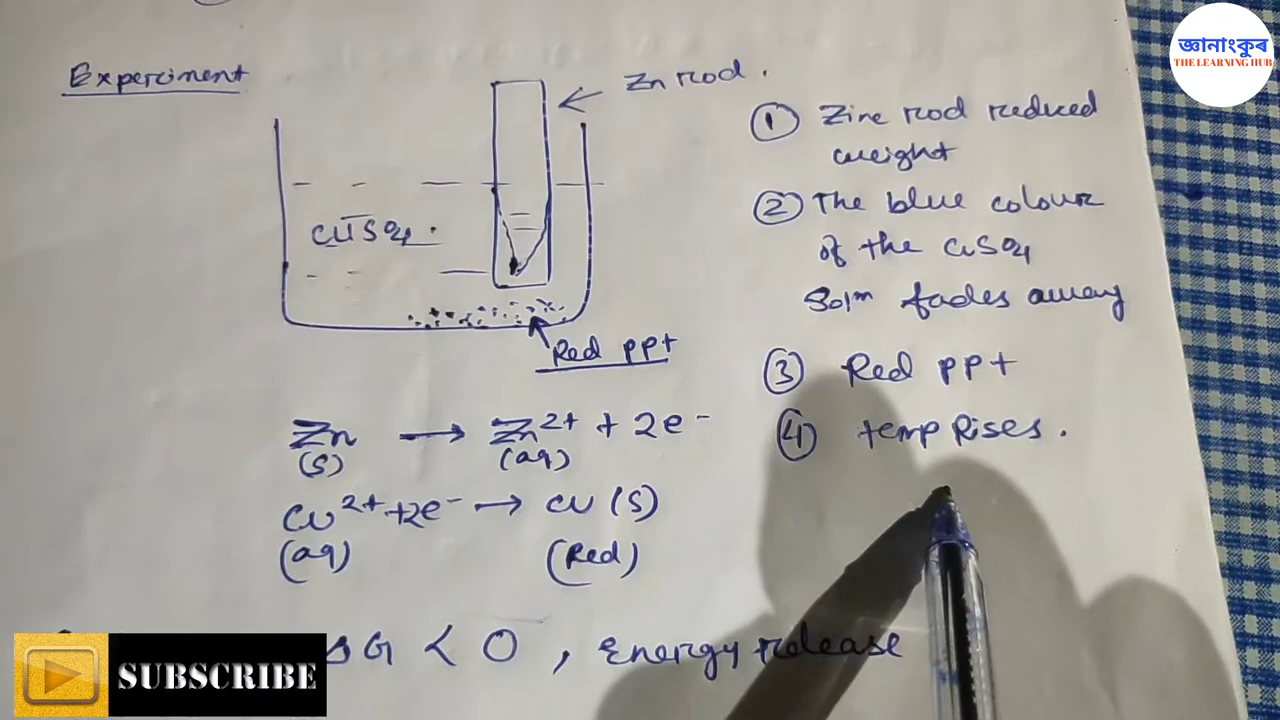 জ্ঞানাংকুৰ
THE LEARNING HUB
Experiment
Zn rod.
CuSO4.
Red ppt
Zn → Zn2+ + 2e-
(s) (aq)
Cu2+ + 2e- → Cu (s)
(aq) (Red)
① Zinc rod reduced
weight
② The blue colour
of the CuSO4
Soln fades away
③ Red ppt
④ temp Rises.
ΔG < 0, Energy release
SUBSCRIBE